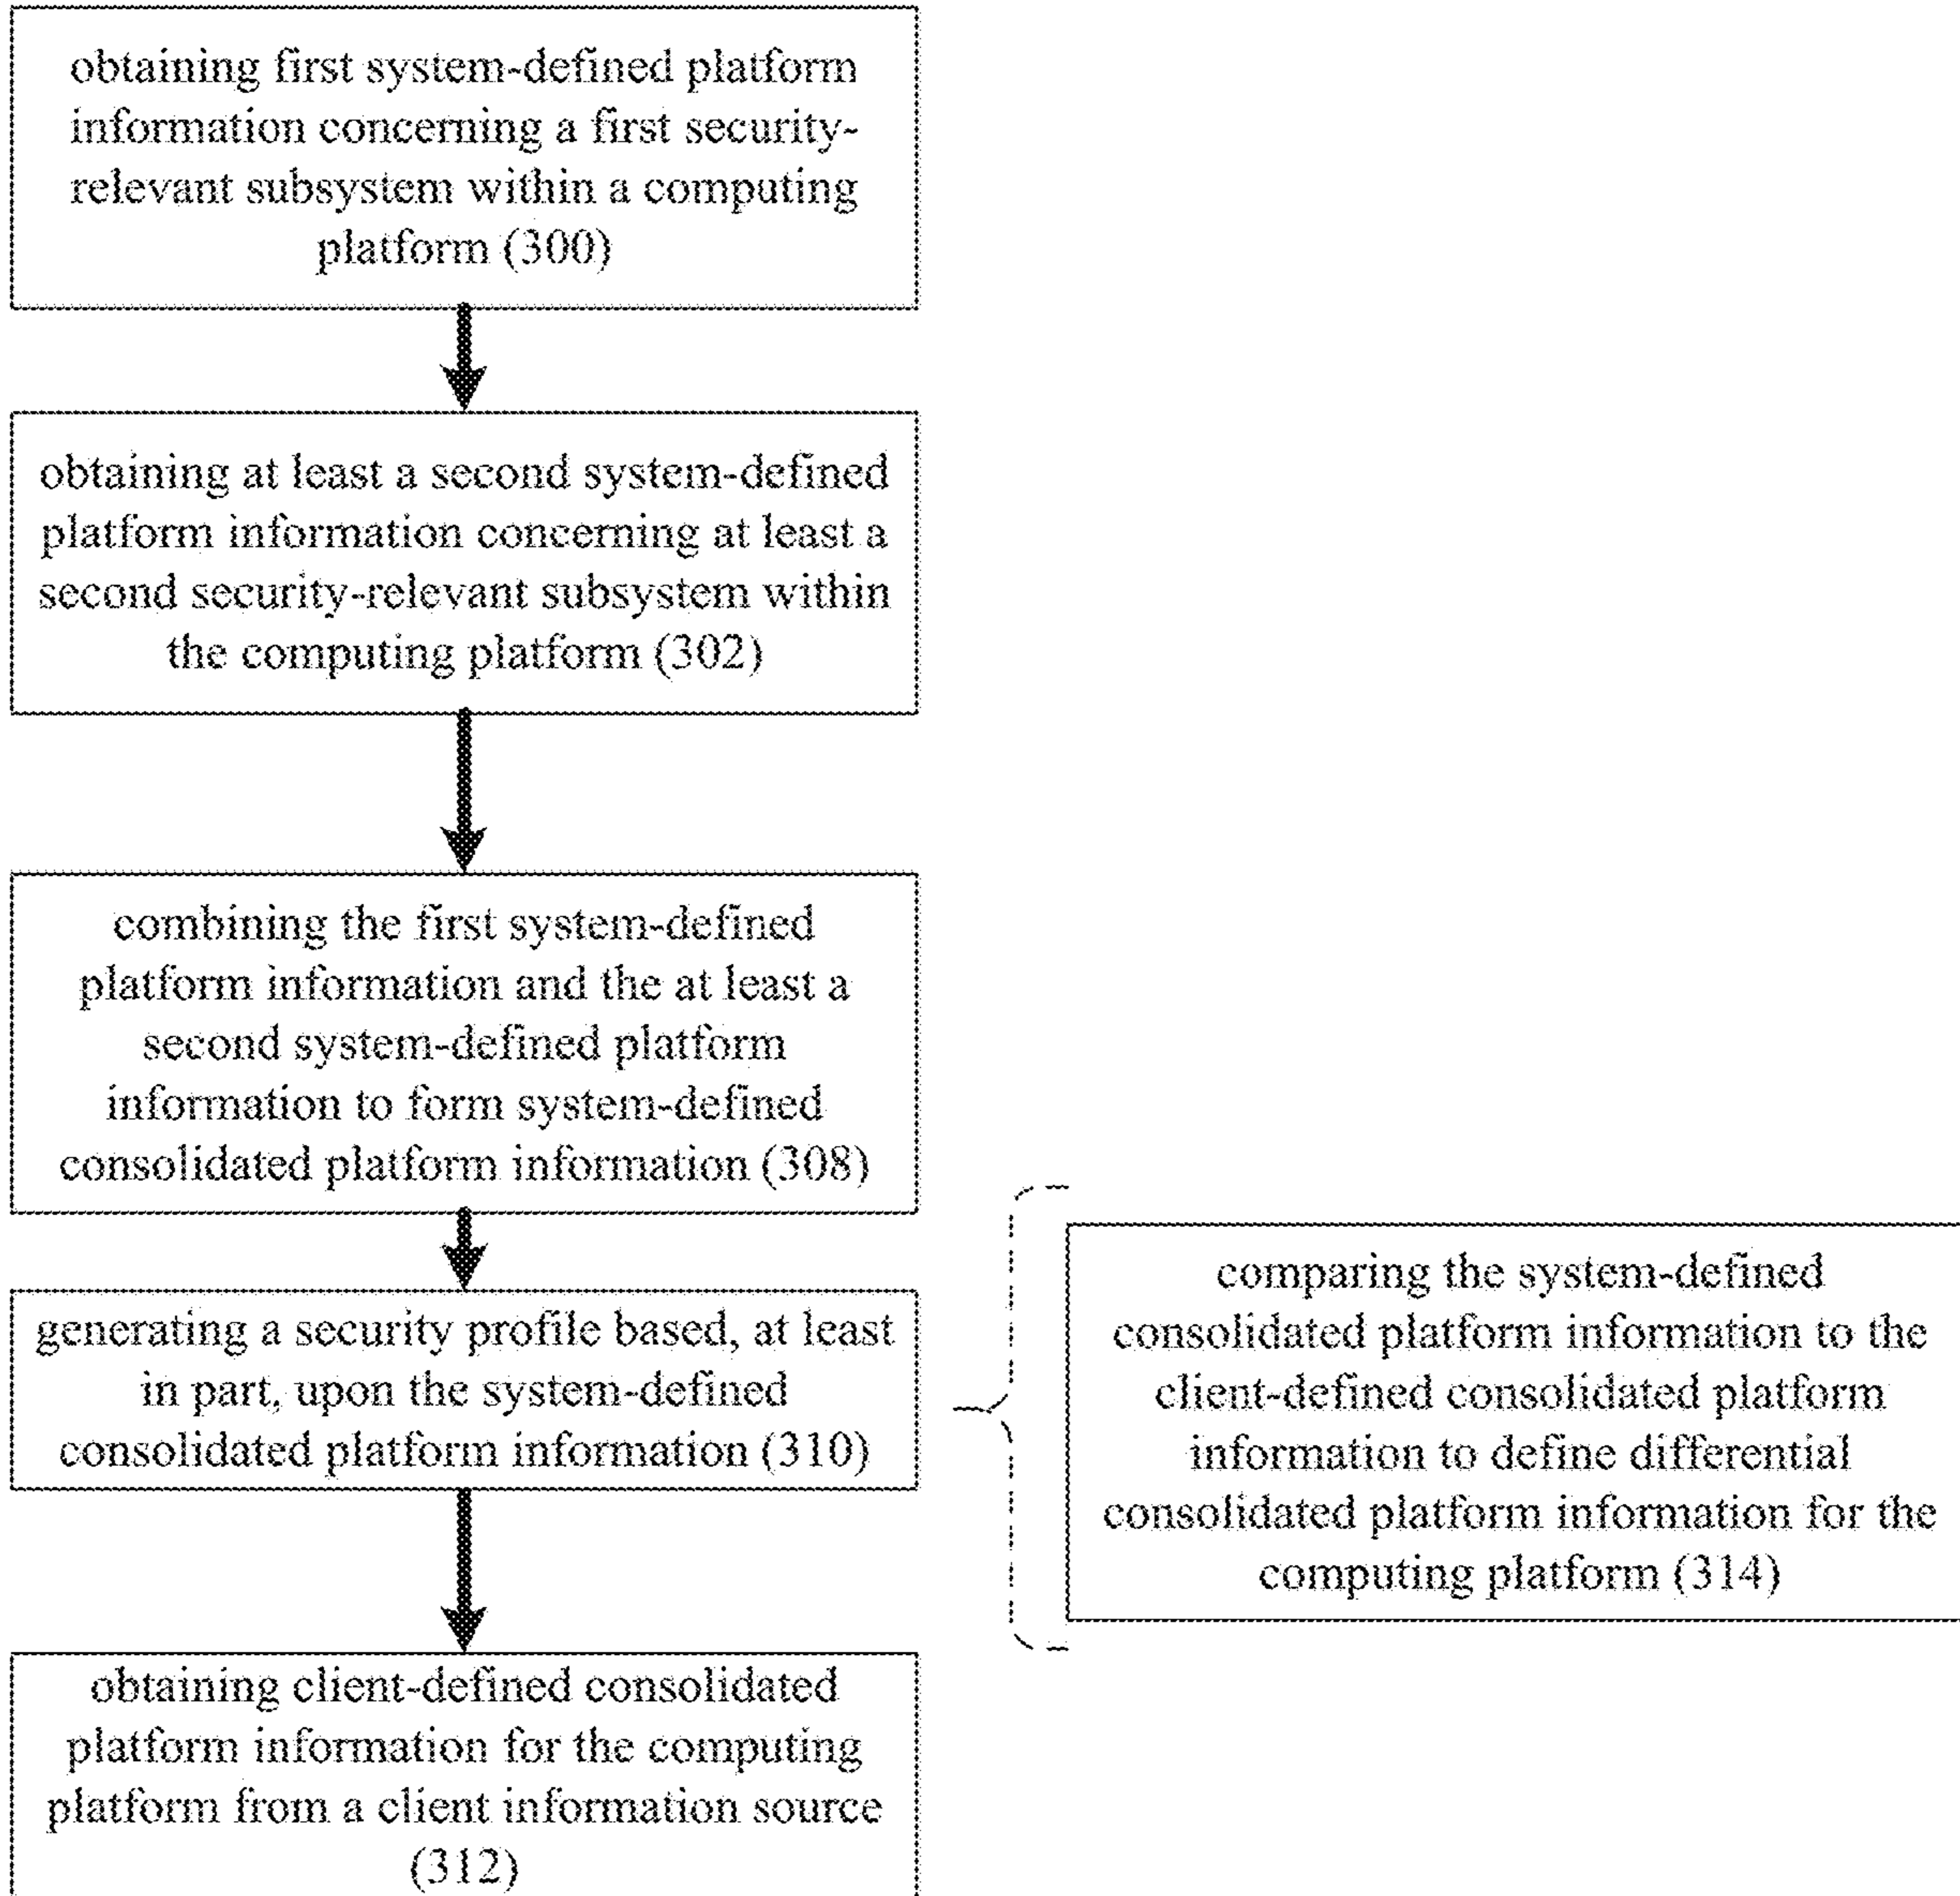 obtaining first system-defined platform
information concerning a first security-
relevant subsystem within a computing
platform (300)
obtaining at least a second system-defined
platform information concerning at least a
second security-relevant subsystem within
the computing platform (302)
combining the first system-defined
platform information and the at least a
second system-defined platform
information to form system-defined
consolidated platform information (308)
generating a security profile based, at least
in part, upon the system-defined
consolidated platform information (310)
comparing the system-defined
consolidated platform information to the
client-defined consolidated platform
information to define differential
consolidated platform information for the
computing platform (314)
obtaining client-defined consolidated
platform information for the computing
platform from a client information source
(312)